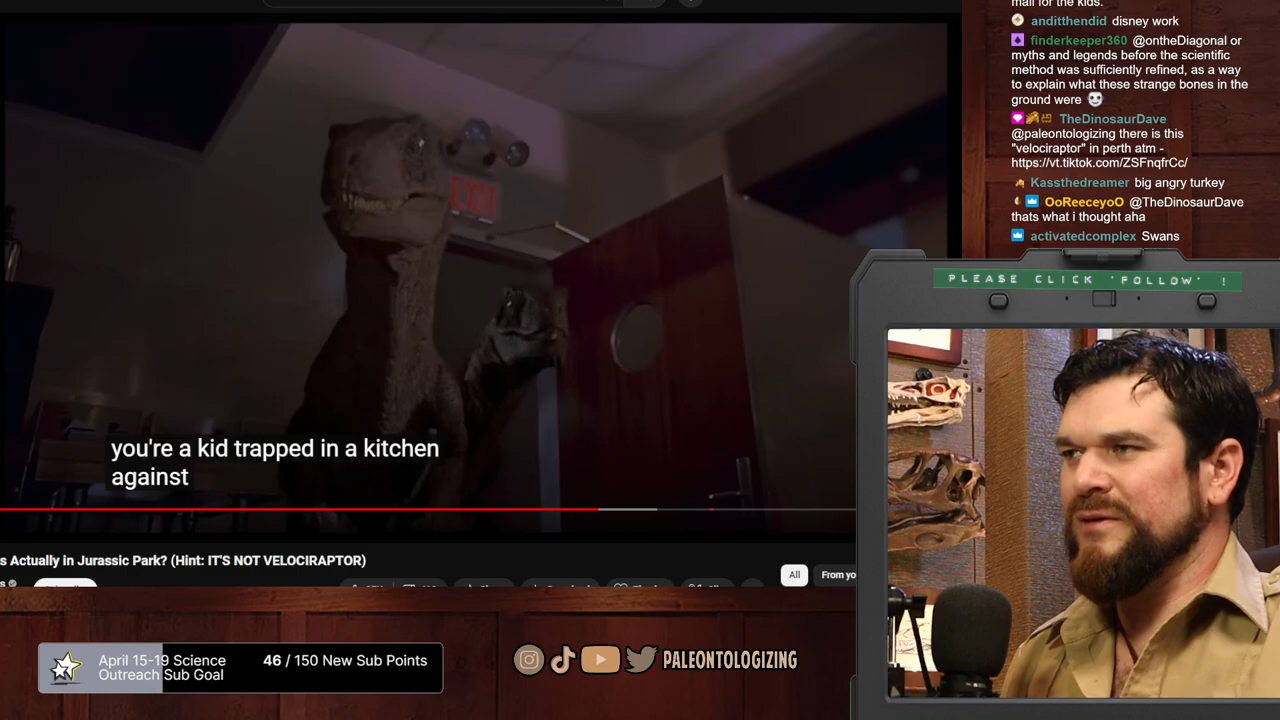 mall for the kids.
anditthendid disney work
finderkeeper360 @ontheDiagonal or
myths and legends before the scientific
method was sufficiently refined, as a way
to explain what these strange bones in the
ground were
TheDinosaurDave
@paleontologizing there is this
"velociraptor" in perth atm -
https://vt.tiktok.com/ZSFnqfrCc/
Kassthedreamer big angry turkey
OoReeceyoO @TheDinosaurDave
thats what i thought aha
activatedcomplex Swans
PLEASE CLICK 'FOLLOW' !
EXIT
you're a kid trapped in a kitchen
against
s Actually in Jurassic Park? (Hint: IT'S NOT VELOCIRAPTOR)
All
From yo
April 15-19 Science
Outreach Sub Goal
46 / 150 New Sub Points
PALEONTOLOGIZING